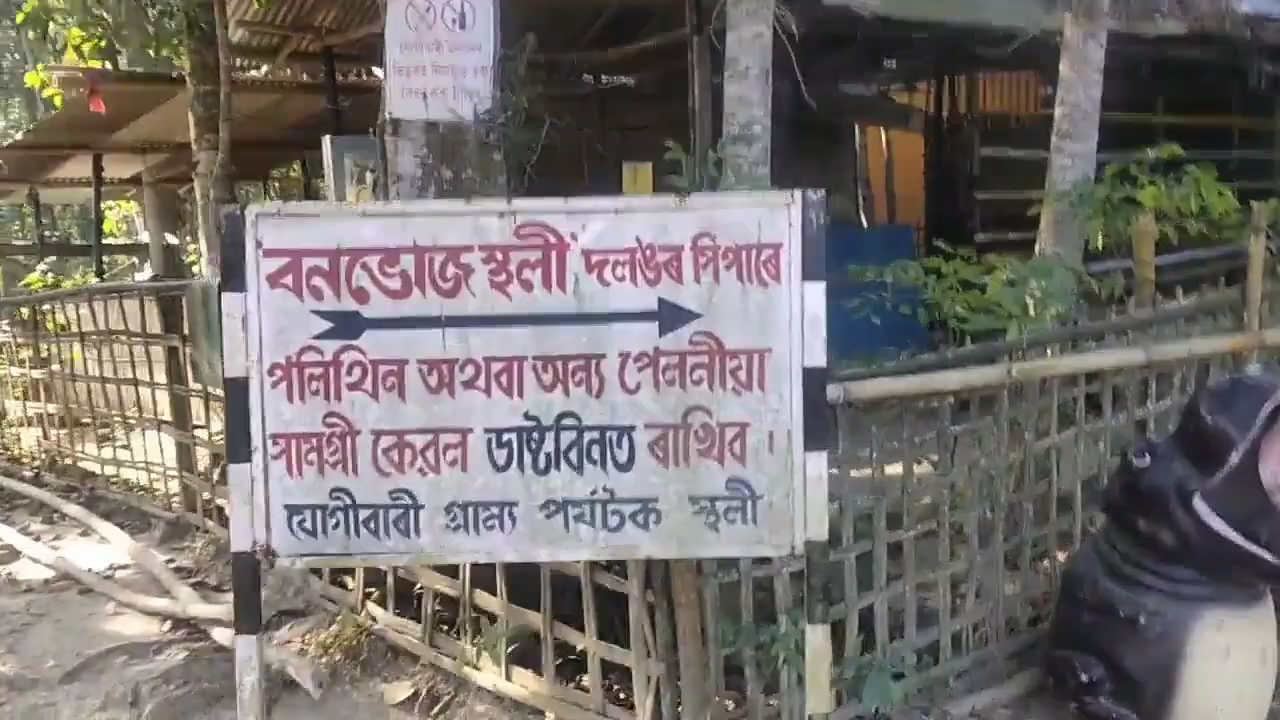 বনভোজ স্থলী দলঙৰ সিপাৰে
পলিথিন অথবা অন্য পেলনীয়া
সামগ্ৰী কেৱল ডাষ্টবিনত ৰাখিব।
যোগীবাৰী গ্ৰাম্য পৰ্যটক স্থলী